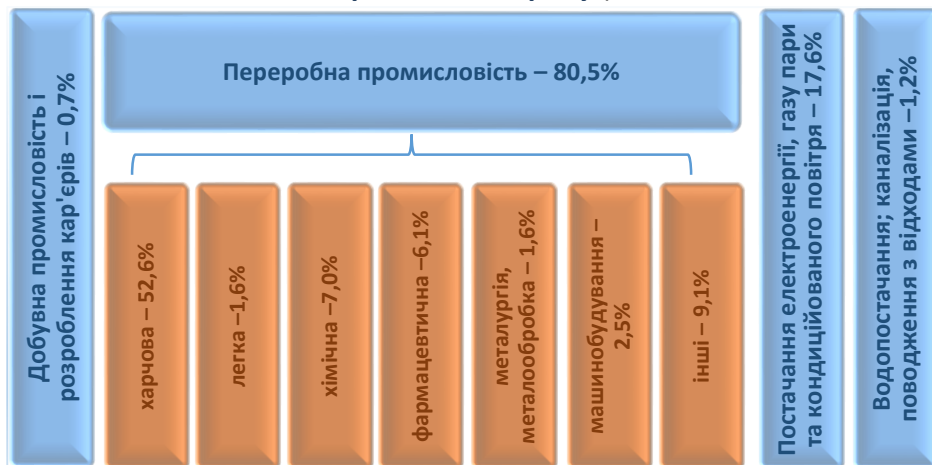 Добувна промисловість і
розроблення кар'єрів – 0,7%
Переробна промисловість – 80,5%
харчова – 52,6%
легка –1,6%
хімічна –7,0%
фармацевтична –6,1%
металургія,
металообробка – 1,6%
машинобудування –
2,5%
інші – 9,1%
Постачання електроенергії, газу пари
та кондиційованого повітря – 17,6%
Водопостачання; каналізація,
поводження з відходами –1,2%